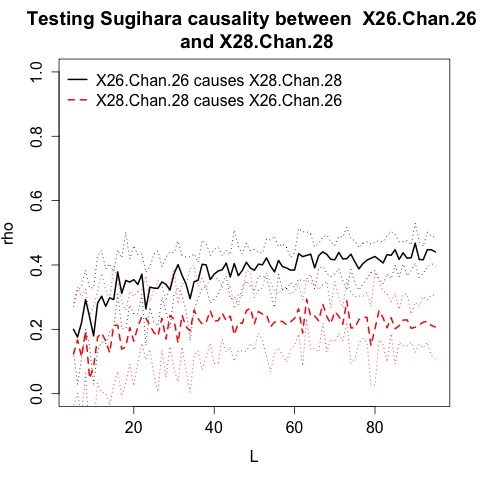 Testing Sugihara causality between X26.Chan.26
and X28.Chan.28
X26.Chan.26 causes X28.Chan.28
X28.Chan.28 causes X26.Chan.26
rho
1.0
0.8
0.6
0.4
0.2
0.0
20 40 60 80
L